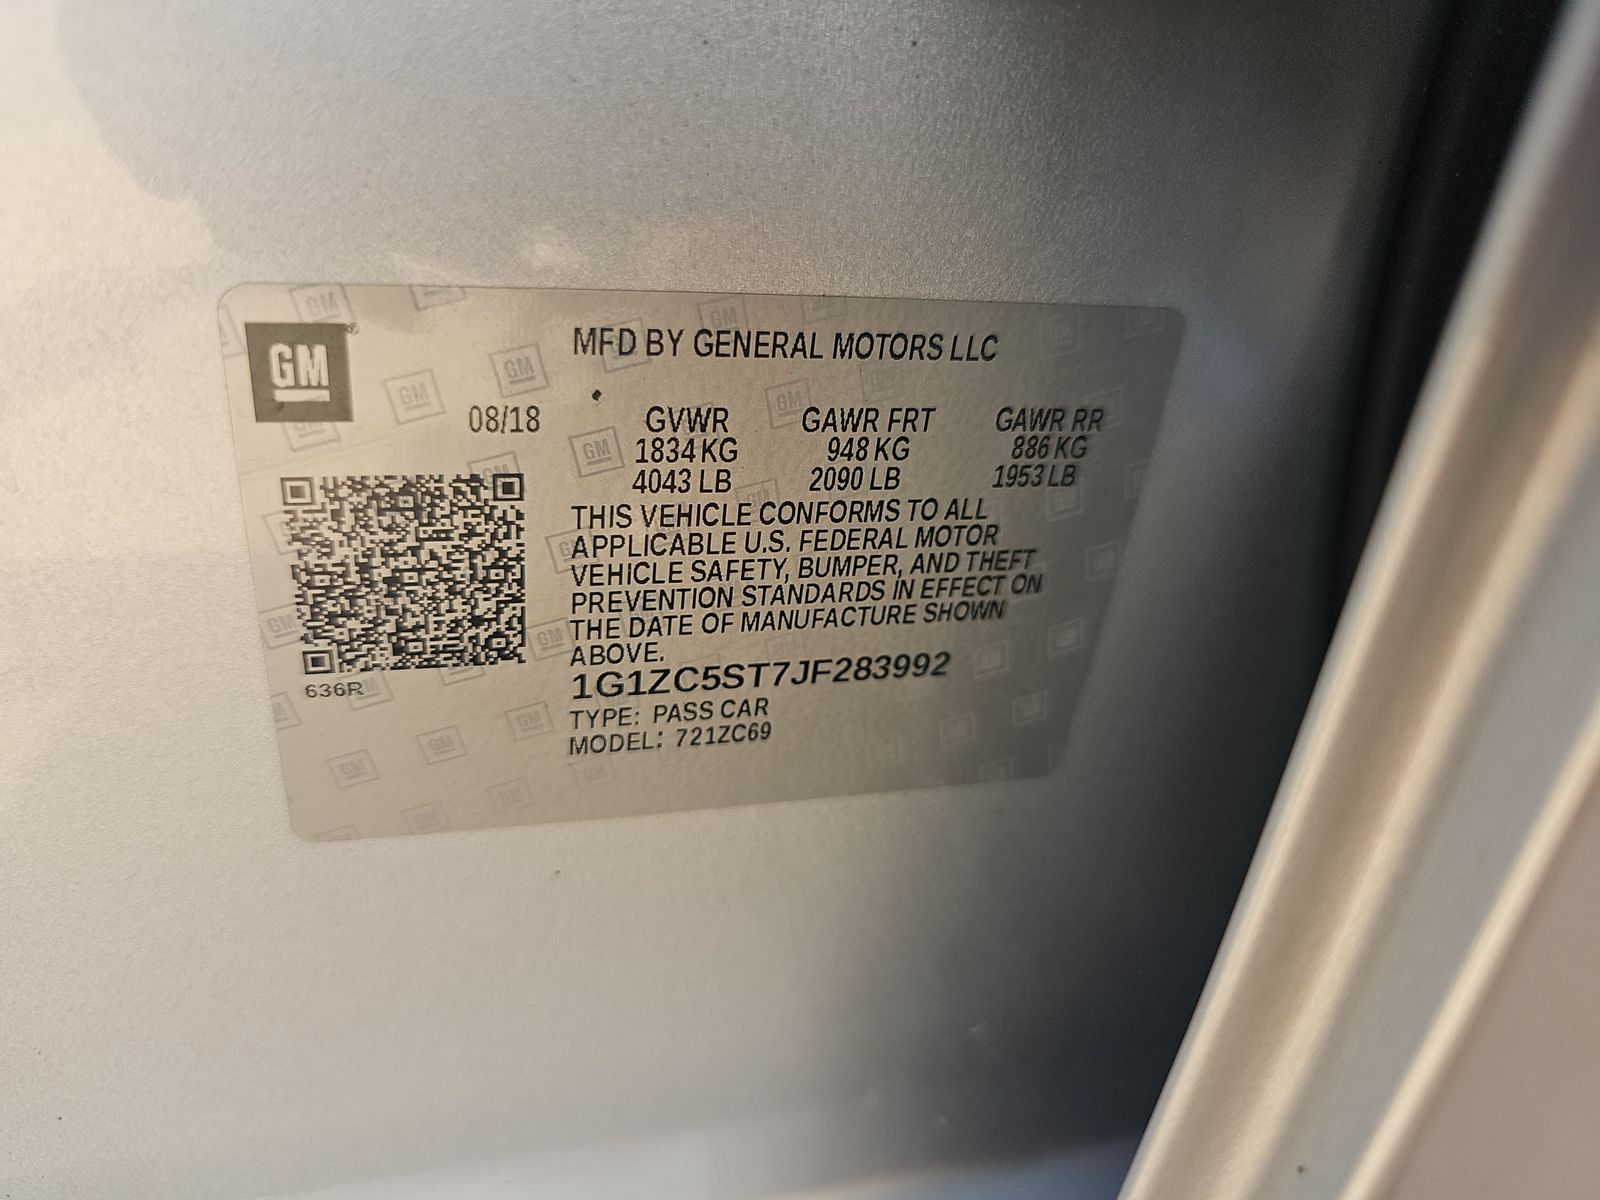 GM
MFD BY GENERAL MOTORS LLC
08/18 GVWR GAWR FRT GAWR RR
1834 KG 948 KG 886 KG
4043 LB 2090 LB 1953 LB
THIS VEHICLE CONFORMS TO ALL
APPLICABLE U.S. FEDERAL MOTOR
VEHICLE SAFETY, BUMPER, AND THEFT
PREVENTION STANDARDS IN EFFECT ON
THE DATE OF MANUFACTURE SHOWN
ABOVE.
1G1ZC5ST7JF283992
TYPE: PASS CAR
MODEL: 721ZC69
636R